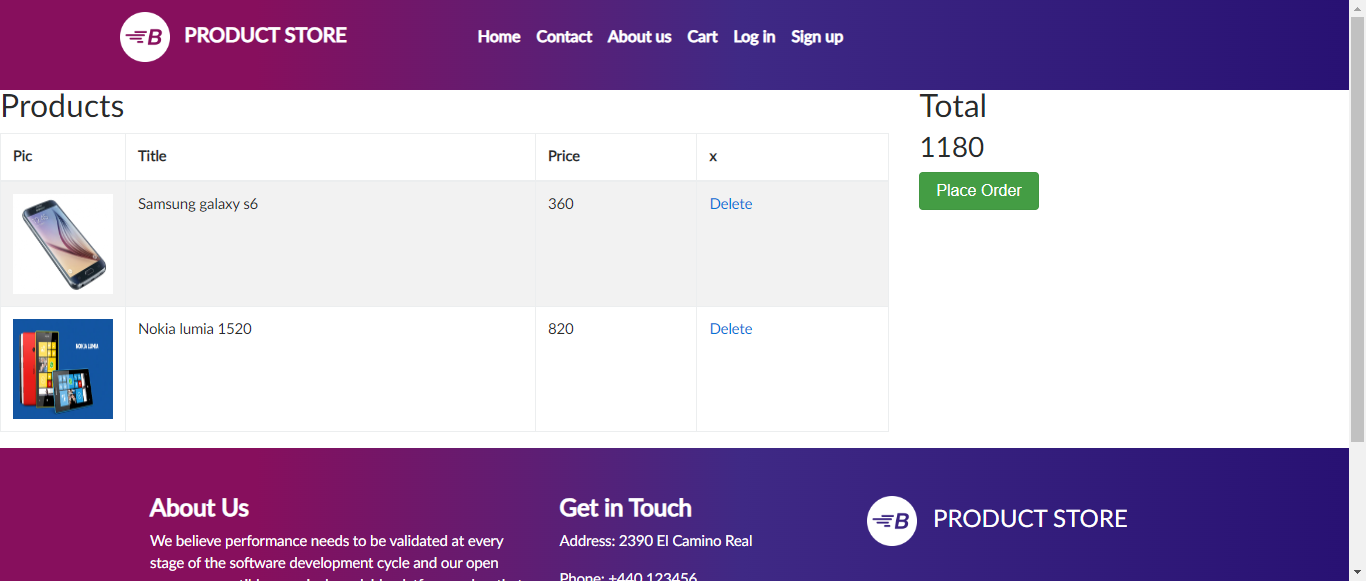 B PRODUCT STORE
Home Contact About us Cart Log in Sign up
Products
Total
1180
Place Order
Pic Title Price x
Samsung galaxy s6 360 Delete
Nokia lumia 1520 820 Delete
NOKIA LUMIA
About Us
We believe performance needs to be validated at every
stage of the software development cycle and our open
Get in Touch
Address: 2390 El Camino Real
Phone: +440 123456
B PRODUCT STORE